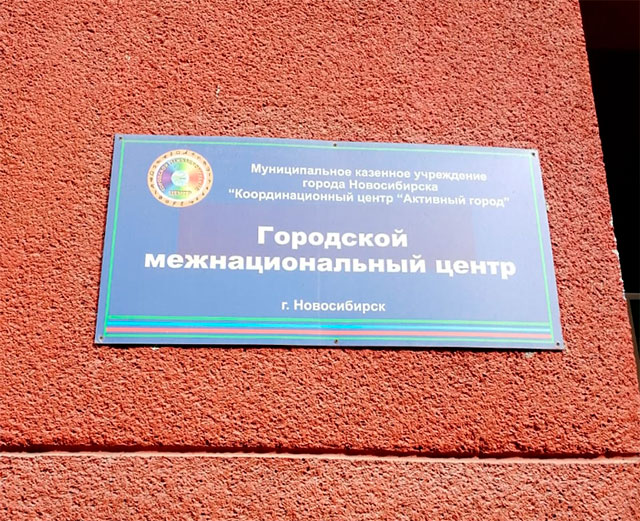 Муниципальное казенное учреждение
города Новосибирска
"Координационный центр "Активный город"
Городской
межнациональный центр
г. Новосибирск